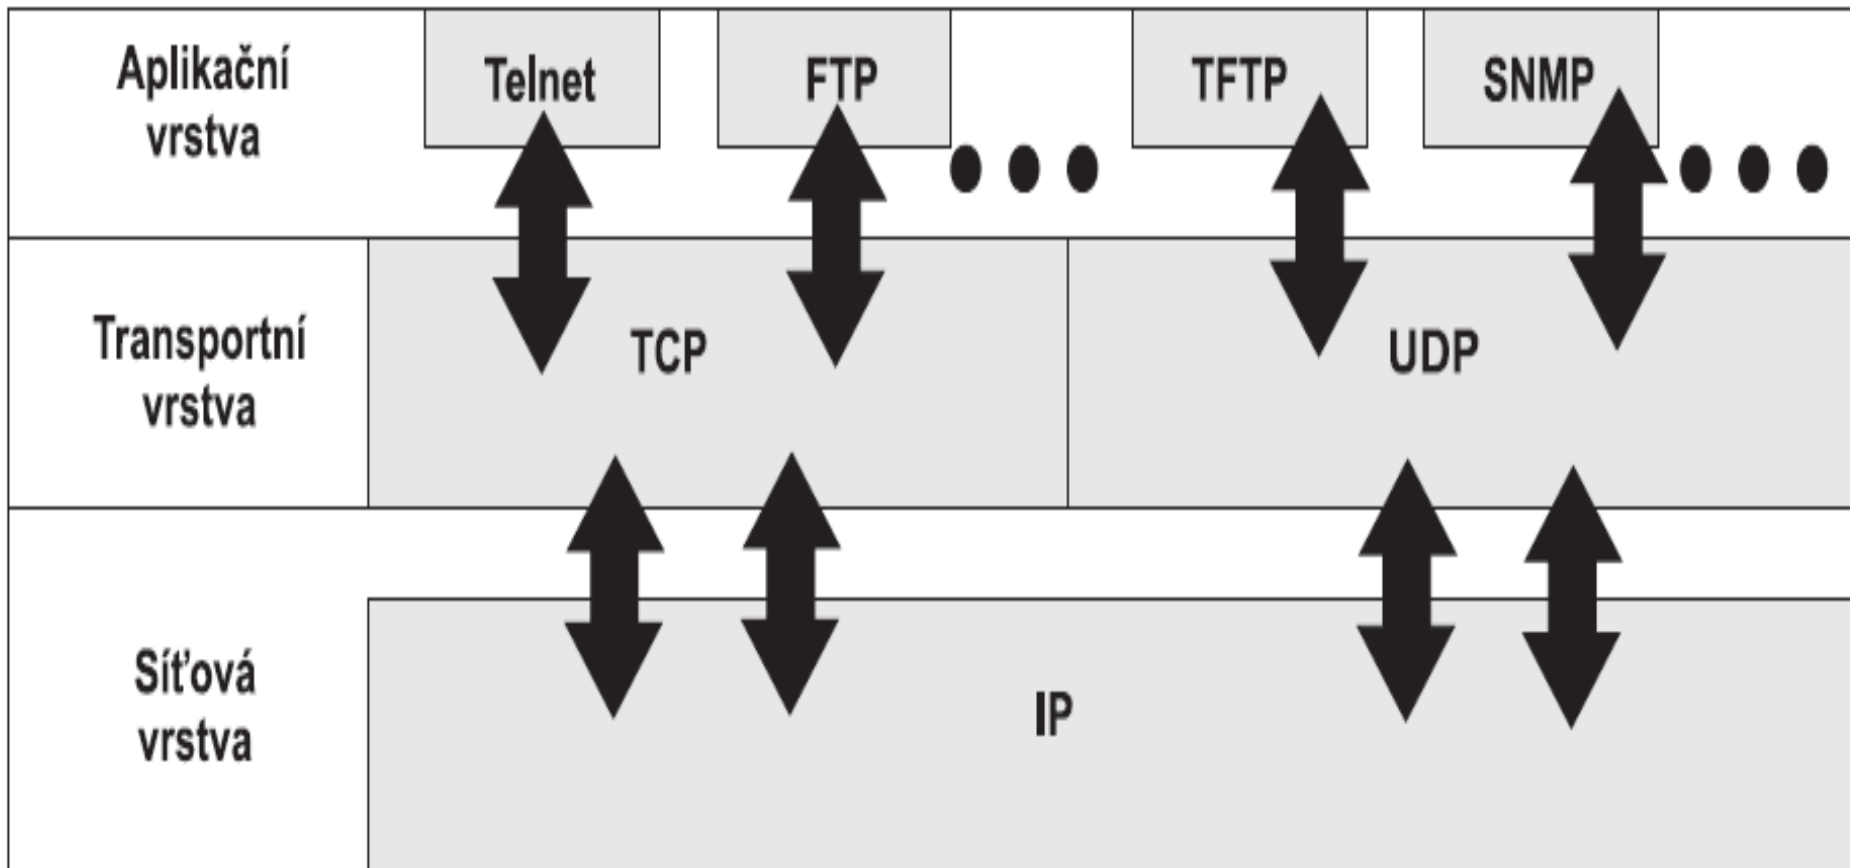 Aplikační
vrstva
Telnet
FTP
TFTP
SNMP
Transportní
vrstva
TCP
UDP
Síťová
vrstva
IP